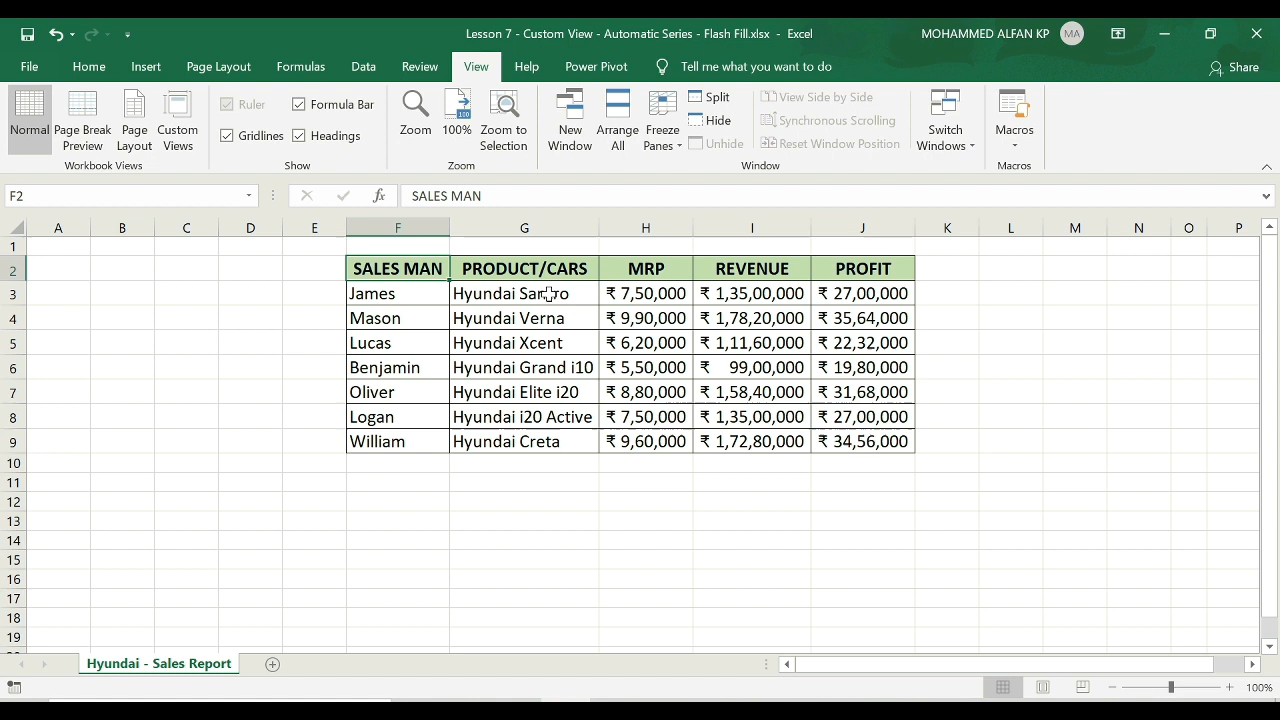 Lesson 7 - Custom View - Automatic Series - Flash Fill.xlsx - Excel
MOHAMMED ALFAN KP
MA
File Home Insert Page Layout Formulas Data Review View Help Power Pivot Tell me what you want to do Share
Normal
Page Break Preview
Page Layout
Custom Views
Workbook Views
Ruler
Formula Bar
Gridlines
Headings
Show
Zoom
100
100%
Zoom to Selection
Zoom
New Window
Arrange All
Freeze Panes
Split
Hide
Unhide
View Side by Side
Synchronous Scrolling
Reset Window Position
Window
Switch Windows
Macros
Macros
F2
fx
SALES MAN
A B C D E F G H I J K L M N O P
1
2 SALES MAN PRODUCT/CARS MRP REVENUE PROFIT
3 James Hyundai Santro ₹ 7,50,000 ₹ 1,35,00,000 ₹ 27,00,000
4 Mason Hyundai Verna ₹ 9,90,000 ₹ 1,78,20,000 ₹ 35,64,000
5 Lucas Hyundai Xcent ₹ 6,20,000 ₹ 1,11,60,000 ₹ 22,32,000
6 Benjamin Hyundai Grand i10 ₹ 5,50,000 ₹ 99,00,000 ₹ 19,80,000
7 Oliver Hyundai Elite i20 ₹ 8,80,000 ₹ 1,58,40,000 ₹ 31,68,000
8 Logan Hyundai i20 Active ₹ 7,50,000 ₹ 1,35,00,000 ₹ 27,00,000
9 William Hyundai Creta ₹ 9,60,000 ₹ 1,72,80,000 ₹ 34,56,000
10
11
12
13
14
15
16
17
18
19
Hyundai - Sales Report
100%